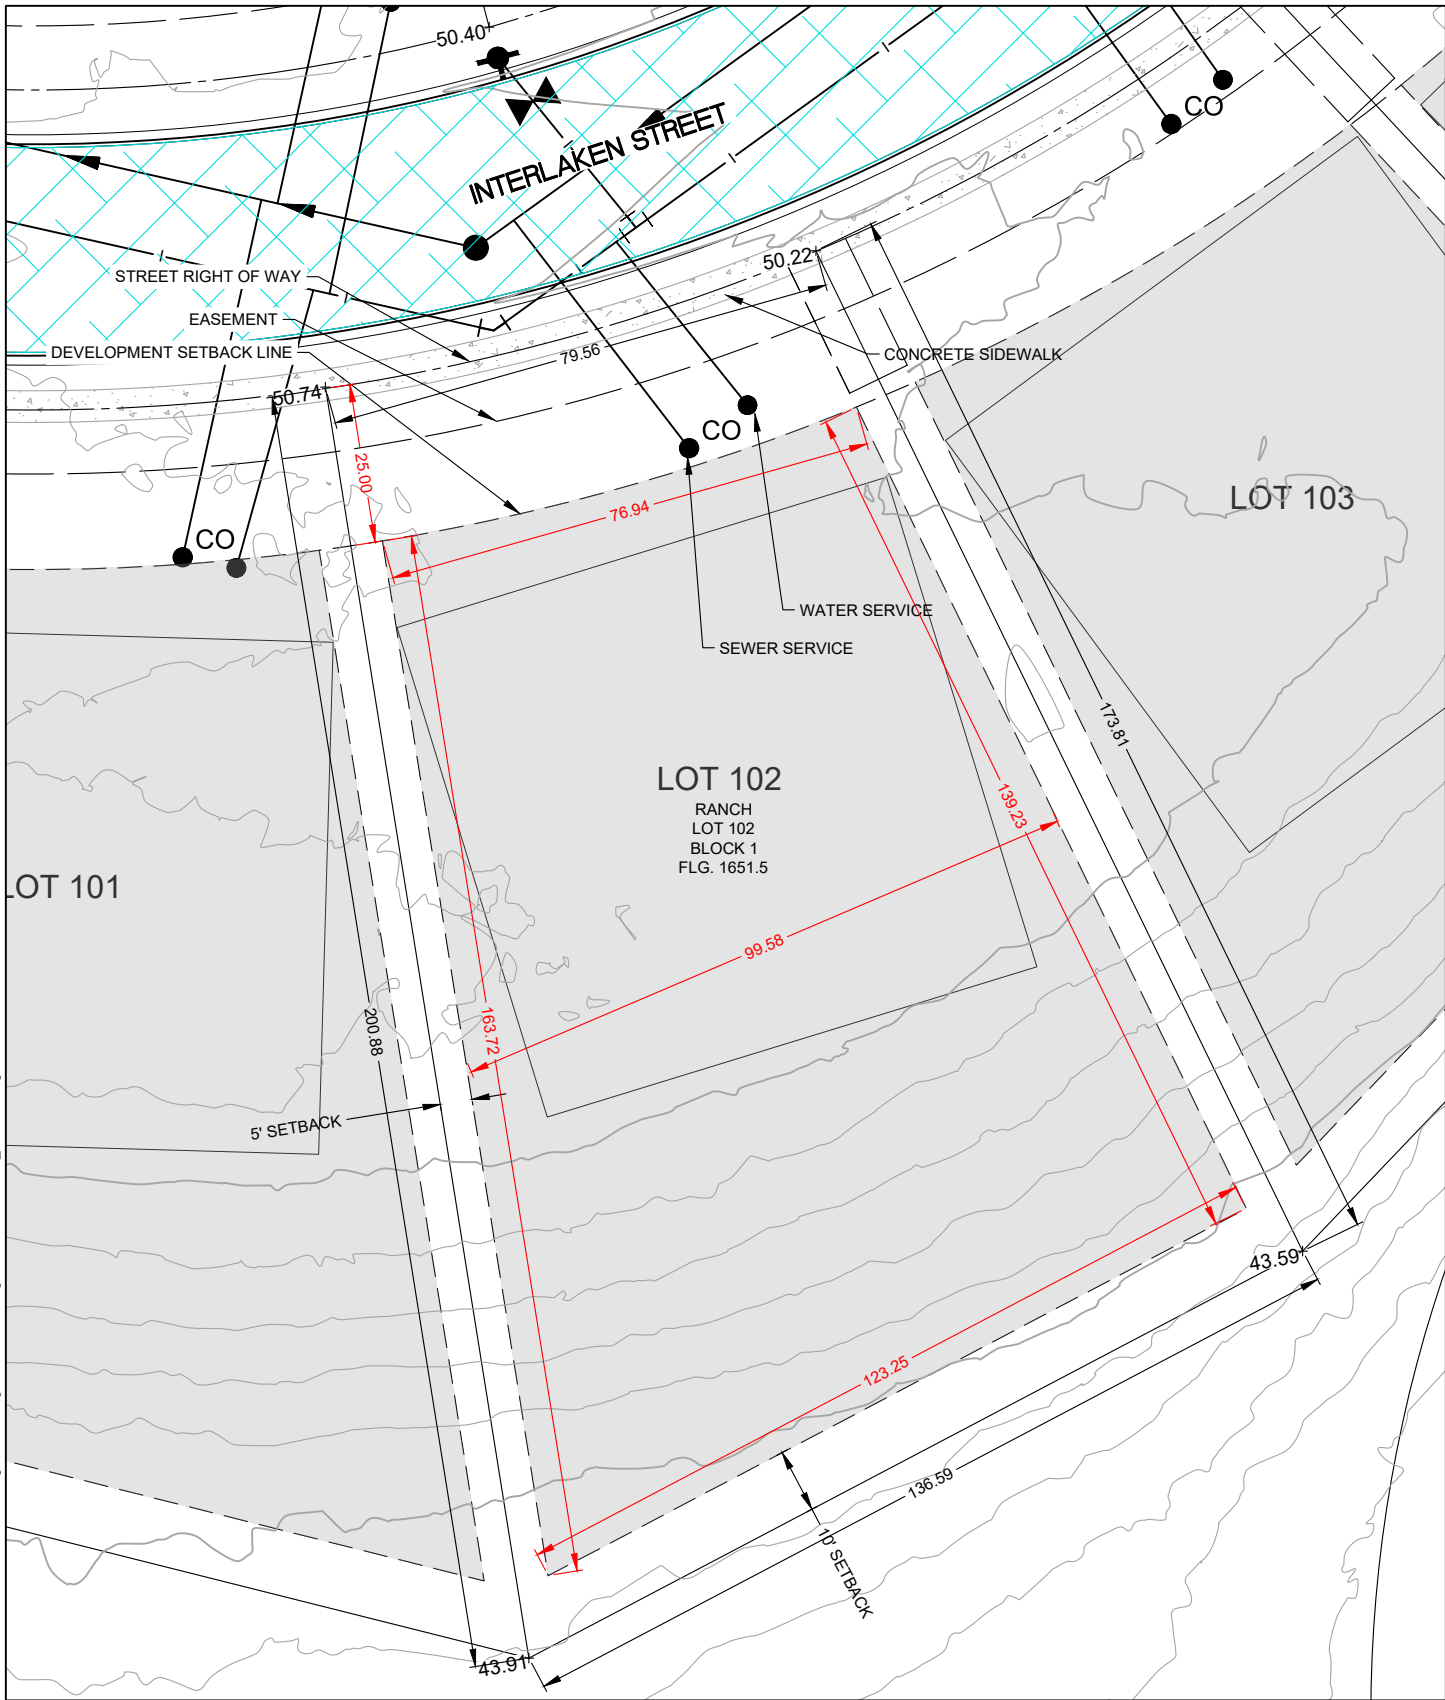 50.40
CO
INTERLAKEN STREET
50.22
STREET RIGHT OF WAY
EASEMENT
DEVELOPMENT SETBACK LINE
79.56
CONCRETE SIDEWALK
50.74
CO
25.00
76.94
LOT 103
CO
WATER SERVICE
SEWER SERVICE
173.81
LOT 102
RANCH
LOT 102
BLOCK 1
FLG. 1651.5
139.23
LOT 101
99.58
200.88
163.72
5' SETBACK
43.59
123.25
136.59
10' SETBACK
43.91